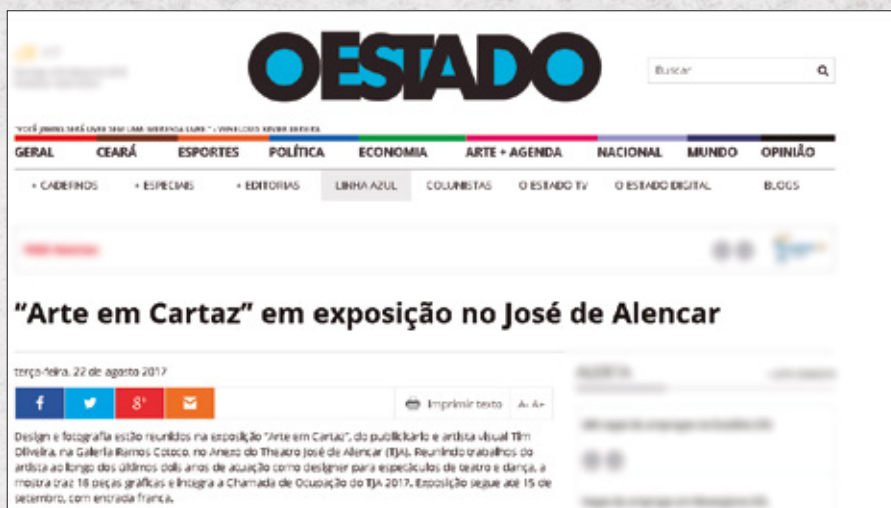 O ESTADO
Buscar
GERAL CEARÁ ESPORTES POLÍTICA ECONOMIA ARTE + AGENDA NACIONAL MUNDO OPINIÃO
+ CADERNOS + ESPECIAIS + EDITORIAS LINHA AZUL COLUNISTAS O ESTADO TV O ESTADO DIGITAL BLOGS
“Arte em Cartaz” em exposição no José de Alencar
terça-feira, 22 de agosto 2017
f 8+ Imprimir texto A- A+
Design e fotografia estão reunidos na exposição “Arte em Cartaz”, do publicitário e artista visual Tim
Oliveira, na Galeria Ramos Cotoco, no Anexo do Theatro José de Alencar (TJA). Reunindo trabalhos do
artista ao longo dos últimos dois anos de atuação como designer para espetáculos de teatro e dança, a
mostra traz 18 peças gráficas e integra a Chamada de Ocupação do TJA 2017. Exposição segue até 15 de
setembro, com entrada franca.